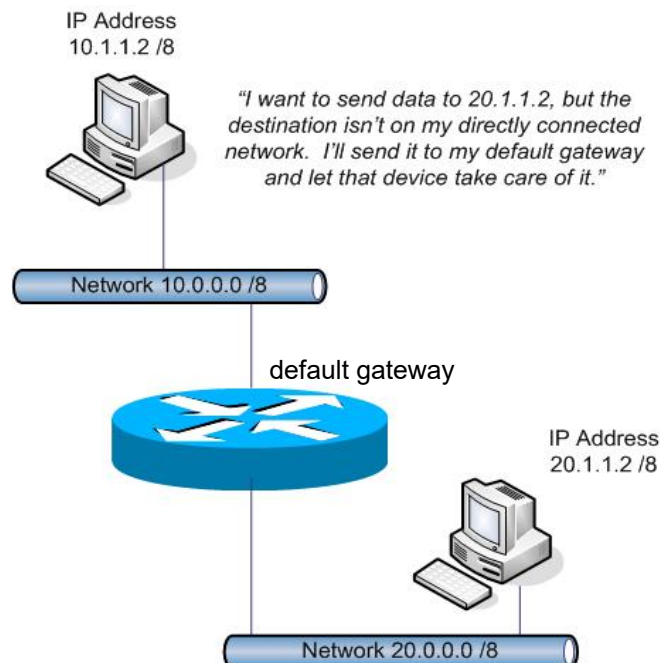 IP Address
10.1.1.2 /8
"I want to send data to 20.1.1.2, but the
destination isn't on my directly connected
network. I'll send it to my default gateway
and let that device take care of it."
Network 10.0.0.0 /8
default gateway
IP Address
20.1.1.2 /8
Network 20.0.0.0 /8